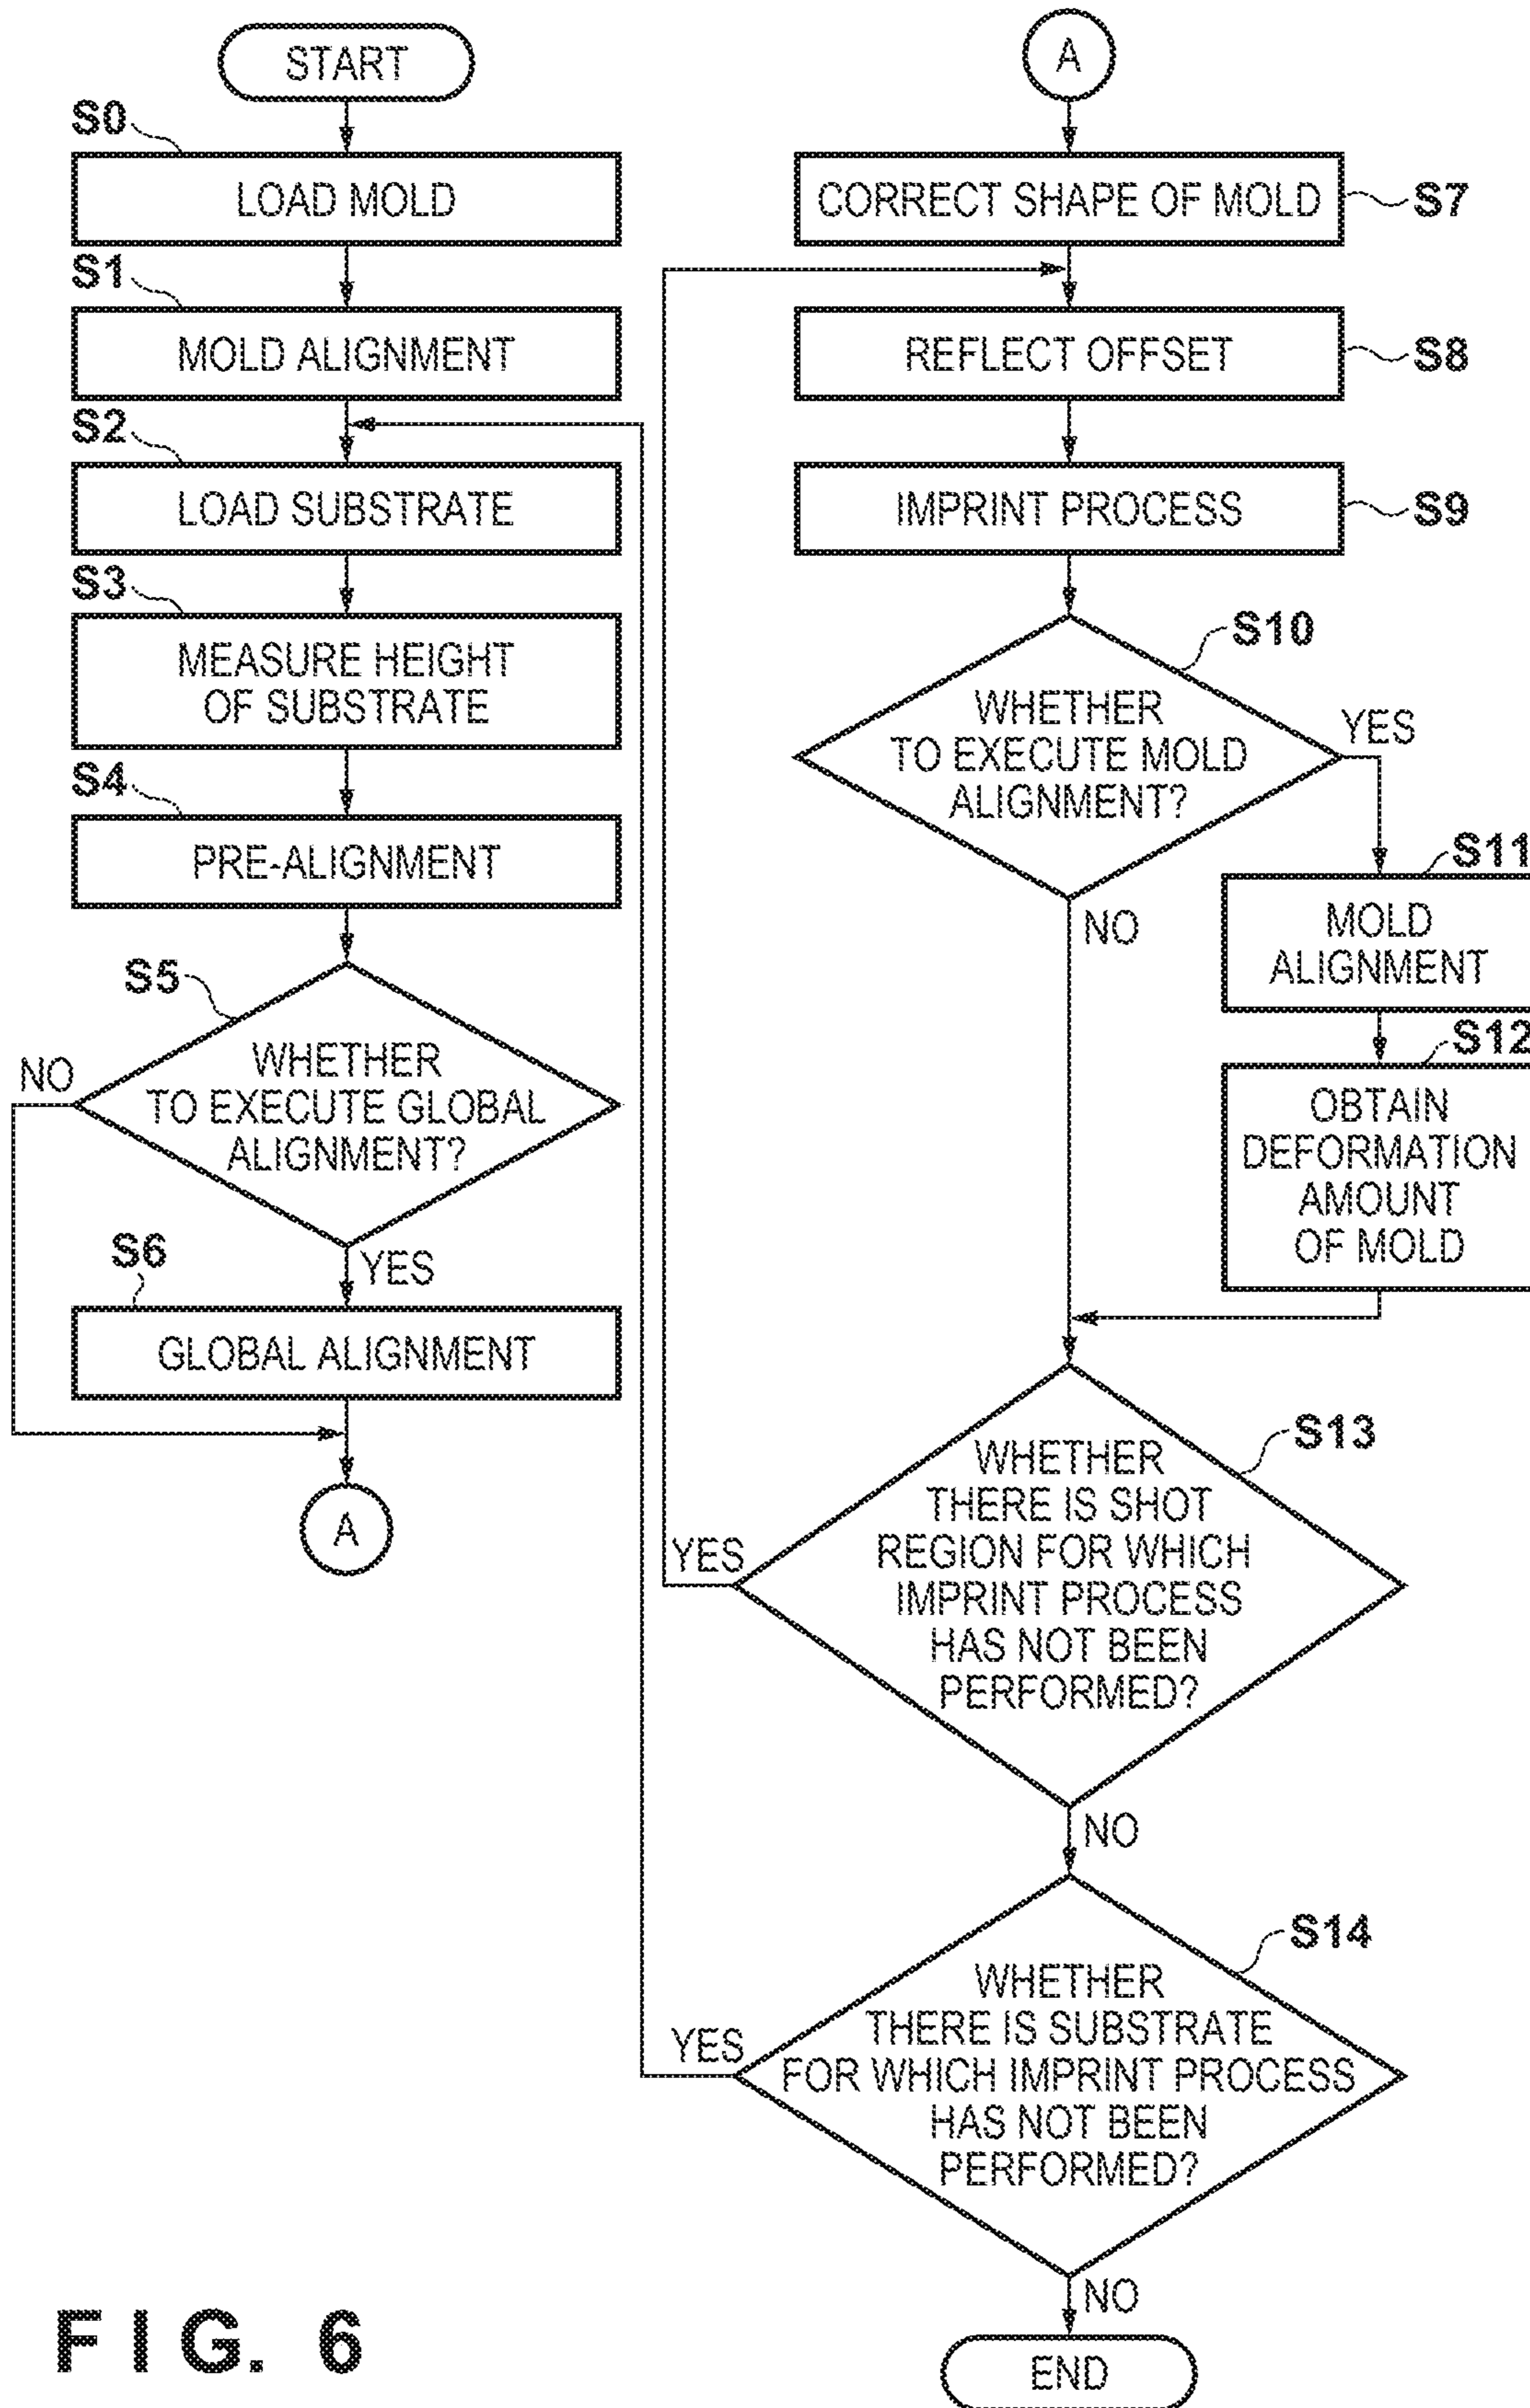 START
S0
LOAD MOLD
S1
MOLD ALIGNMENT
S2
LOAD SUBSTRATE
S3
MEASURE HEIGHT
OF SUBSTRATE
S4
PRE-ALIGNMENT
S5
WHETHER
TO EXECUTE GLOBAL
ALIGNMENT?
NO
YES
S6
GLOBAL ALIGNMENT
A
A
CORRECT SHAPE OF MOLD
S7
REFLECT OFFSET
S8
IMPRINT PROCESS
S9
S10
WHETHER
TO EXECUTE MOLD
ALIGNMENT?
YES
NO
S11
MOLD
ALIGNMENT
S12
OBTAIN
DEFORMATION
AMOUNT
OF MOLD
S13
WHETHER
THERE IS SHOT
REGION FOR WHICH
IMPRINT PROCESS
HAS NOT BEEN
PERFORMED?
YES
NO
S14
WHETHER
THERE IS SUBSTRATE
FOR WHICH IMPRINT PROCESS
HAS NOT BEEN
PERFORMED?
YES
NO
END
FIG. 6